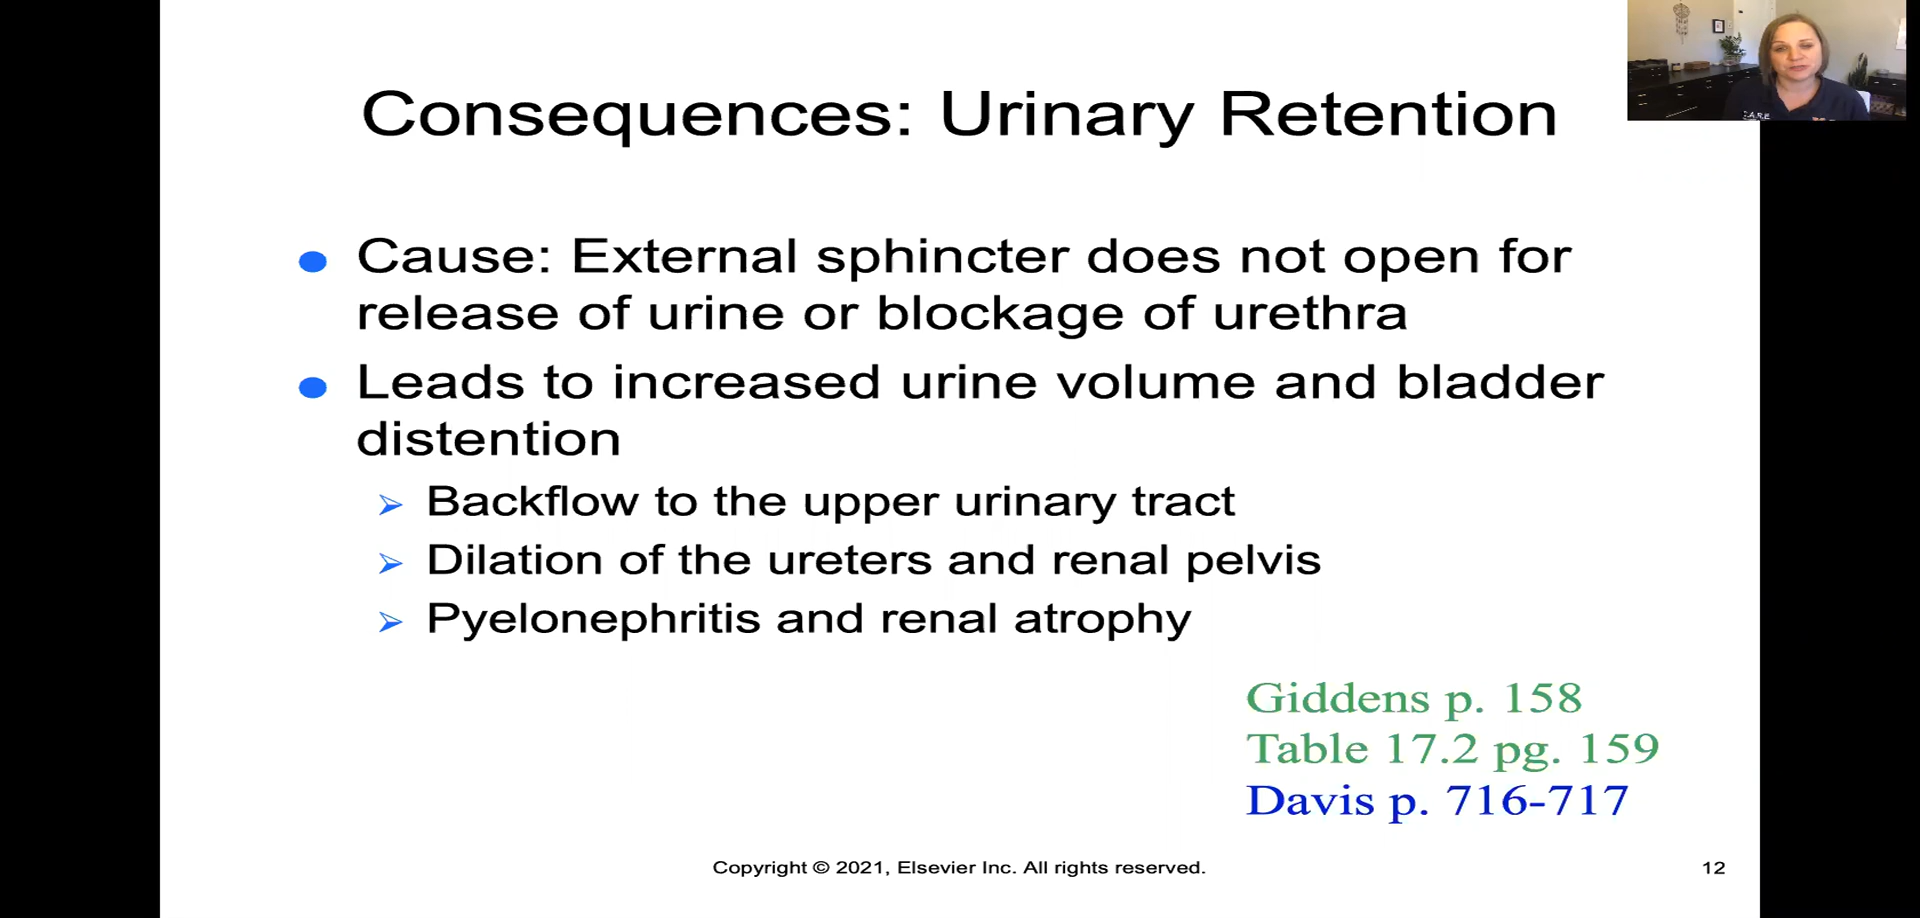 Consequences: Urinary Retention
Cause: External sphincter does not open for
release of urine or blockage of urethra
Leads to increased urine volume and bladder
distention
Backflow to the upper urinary tract
Dilation of the ureters and renal pelvis
Pyelonephritis and renal atrophy
Giddens p. 158
Table 17.2 pg. 159
Davis p. 716-717
Copyright © 2021, Elsevier Inc. All rights reserved.
12